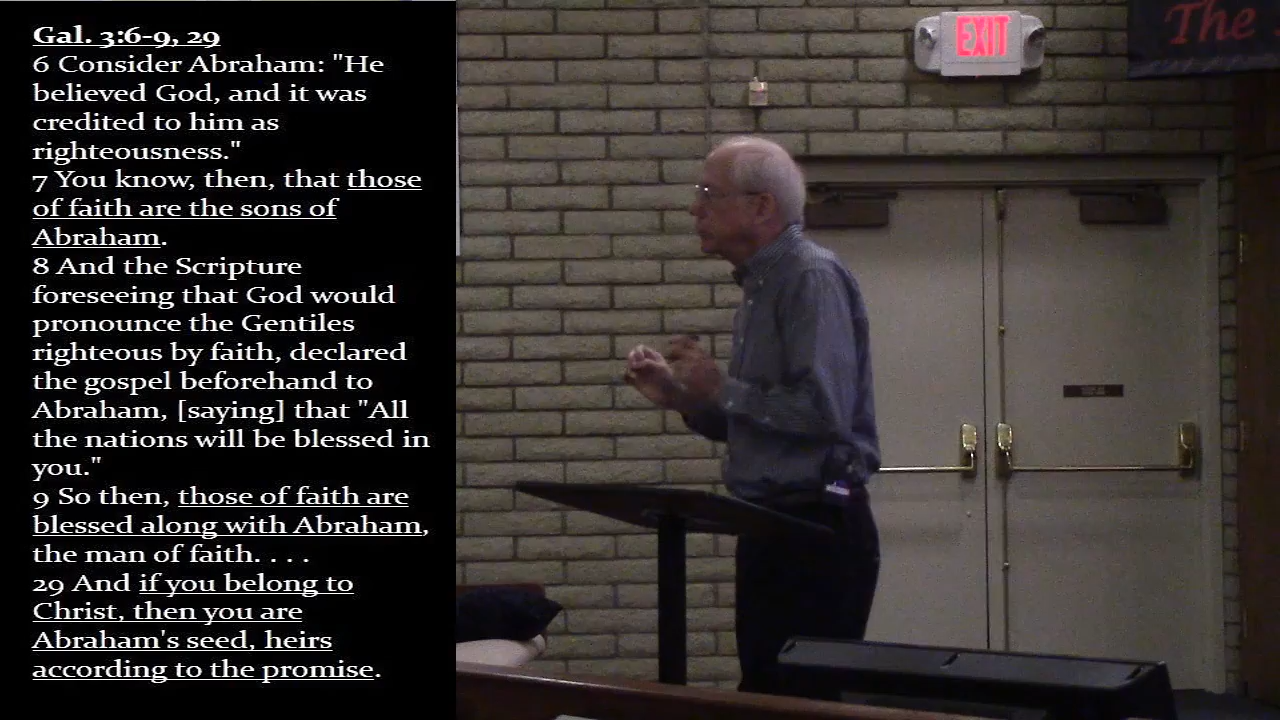 Gal. 3:6-9, 29
6 Consider Abraham: "He
believed God, and it was
credited to him as
righteousness."
7 You know, then, that those
of faith are the sons of
Abraham.
8 And the Scripture
foreseeing that God would
pronounce the Gentiles
righteous by faith, declared
the gospel beforehand to
Abraham, [saying] that "All
the nations will be blessed in
you."
9 So then, those of faith are
blessed along with Abraham,
the man of faith. . . .
29 And if you belong to
Christ, then you are
Abraham's seed, heirs
according to the promise.
EXIT
The